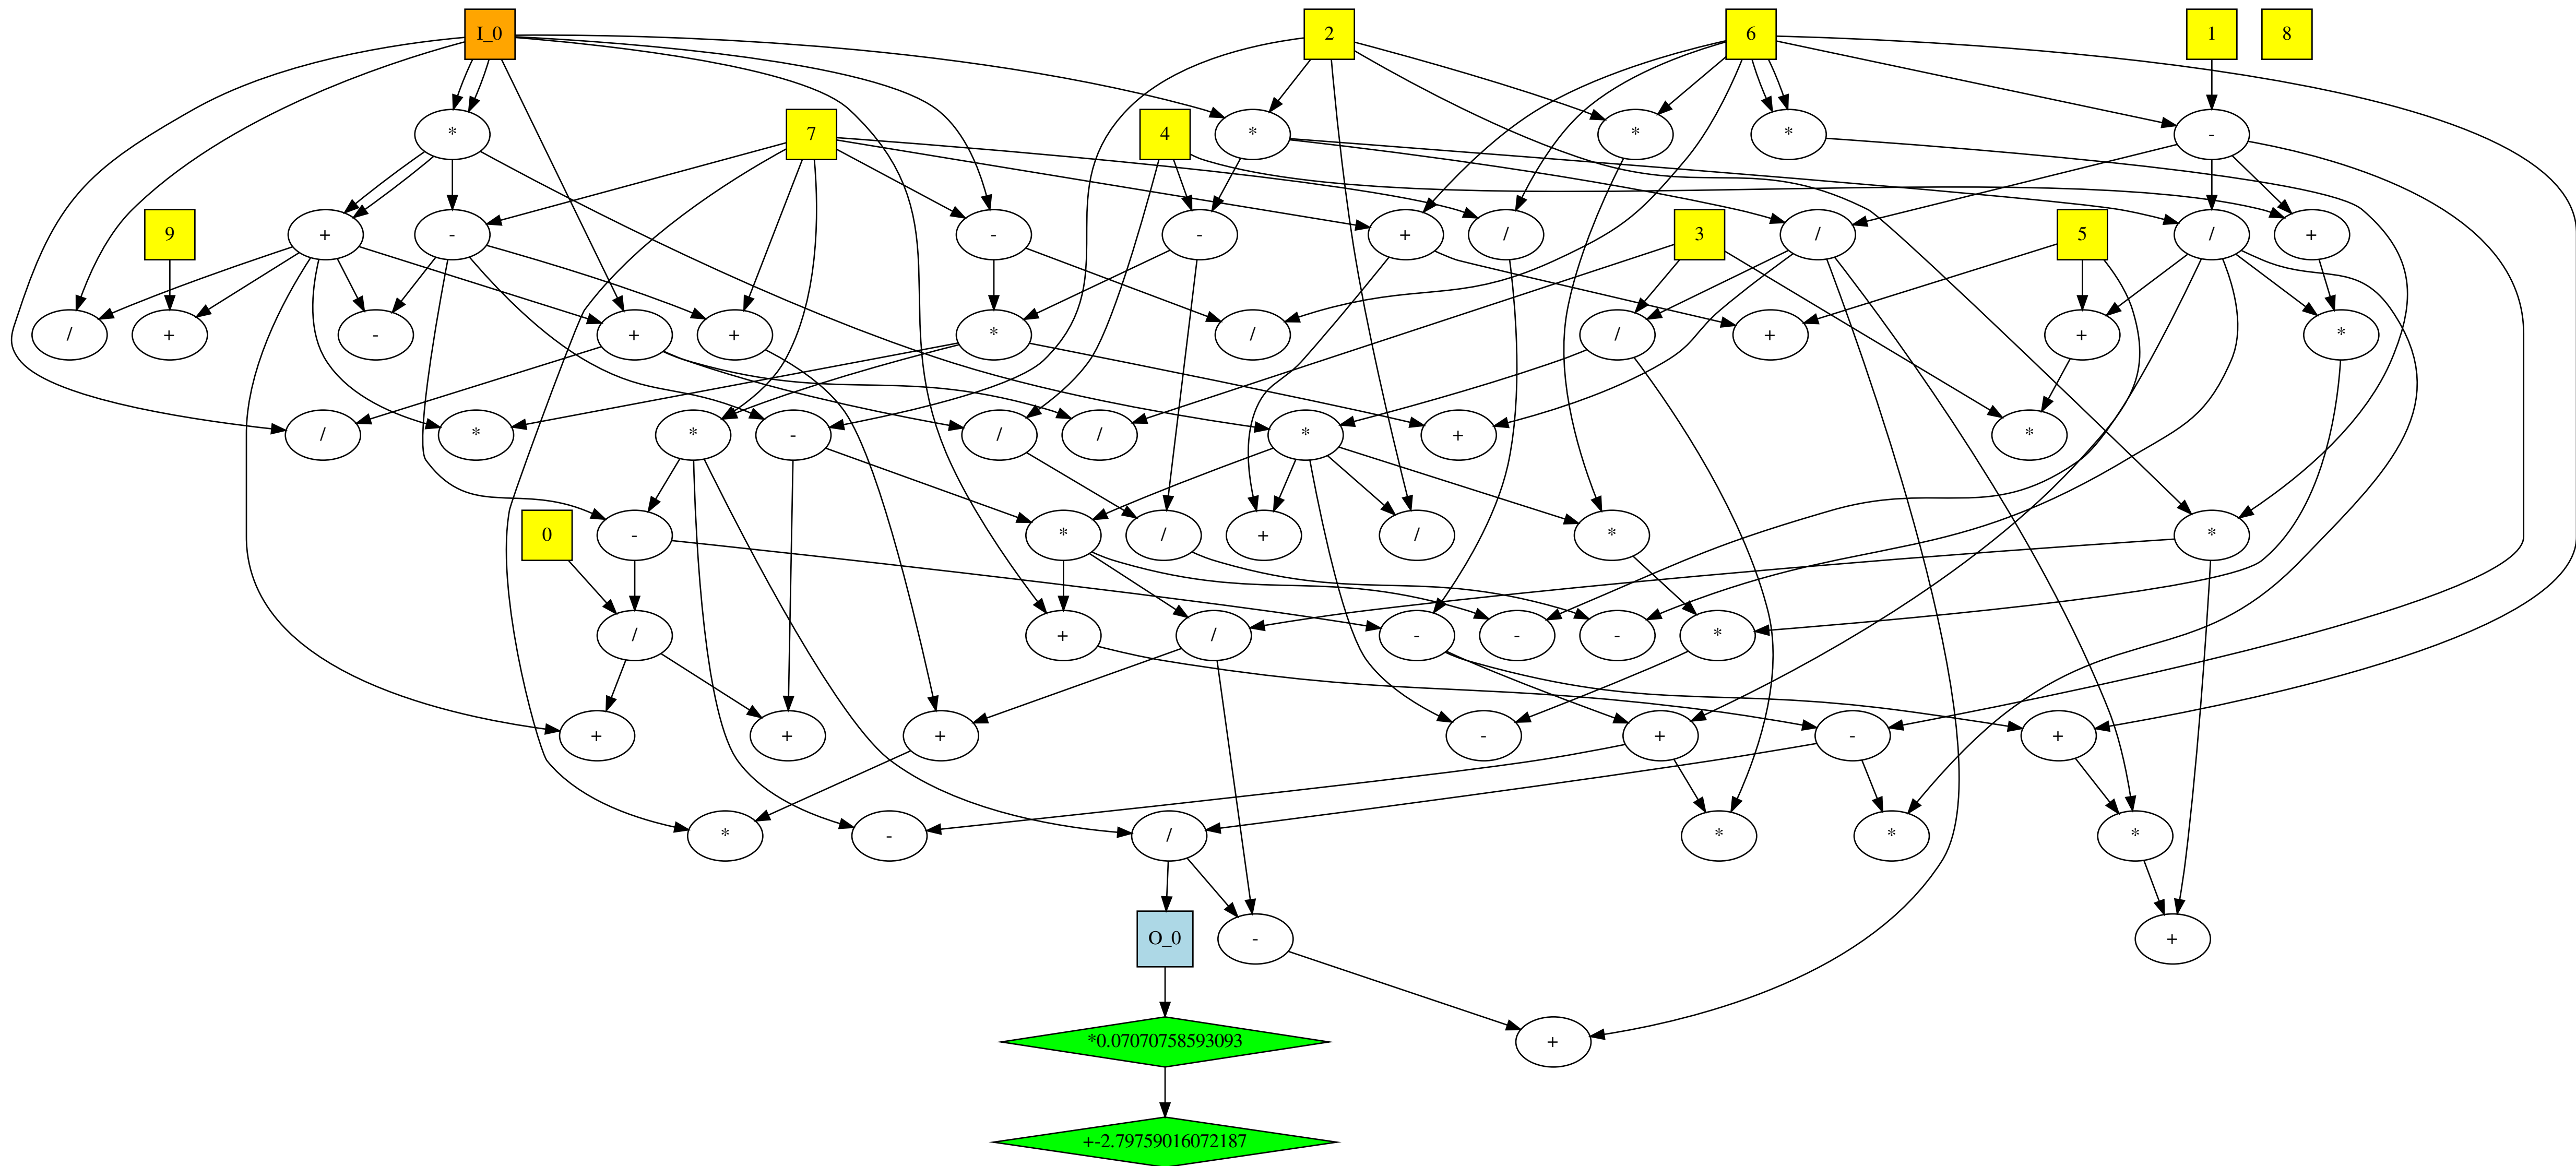 I_0 2 6 1 8
* 7 4 * * * -
9 + - - - + / 3 / 5 / +
/ + - + + * / / + + *
/ * * - / / * + *
0 - * / + / * *
/ + / - - - *
+ + + - + - +
* - / * * *
O_0 - +
*0.07070758593093 +
+-2.79759016072187